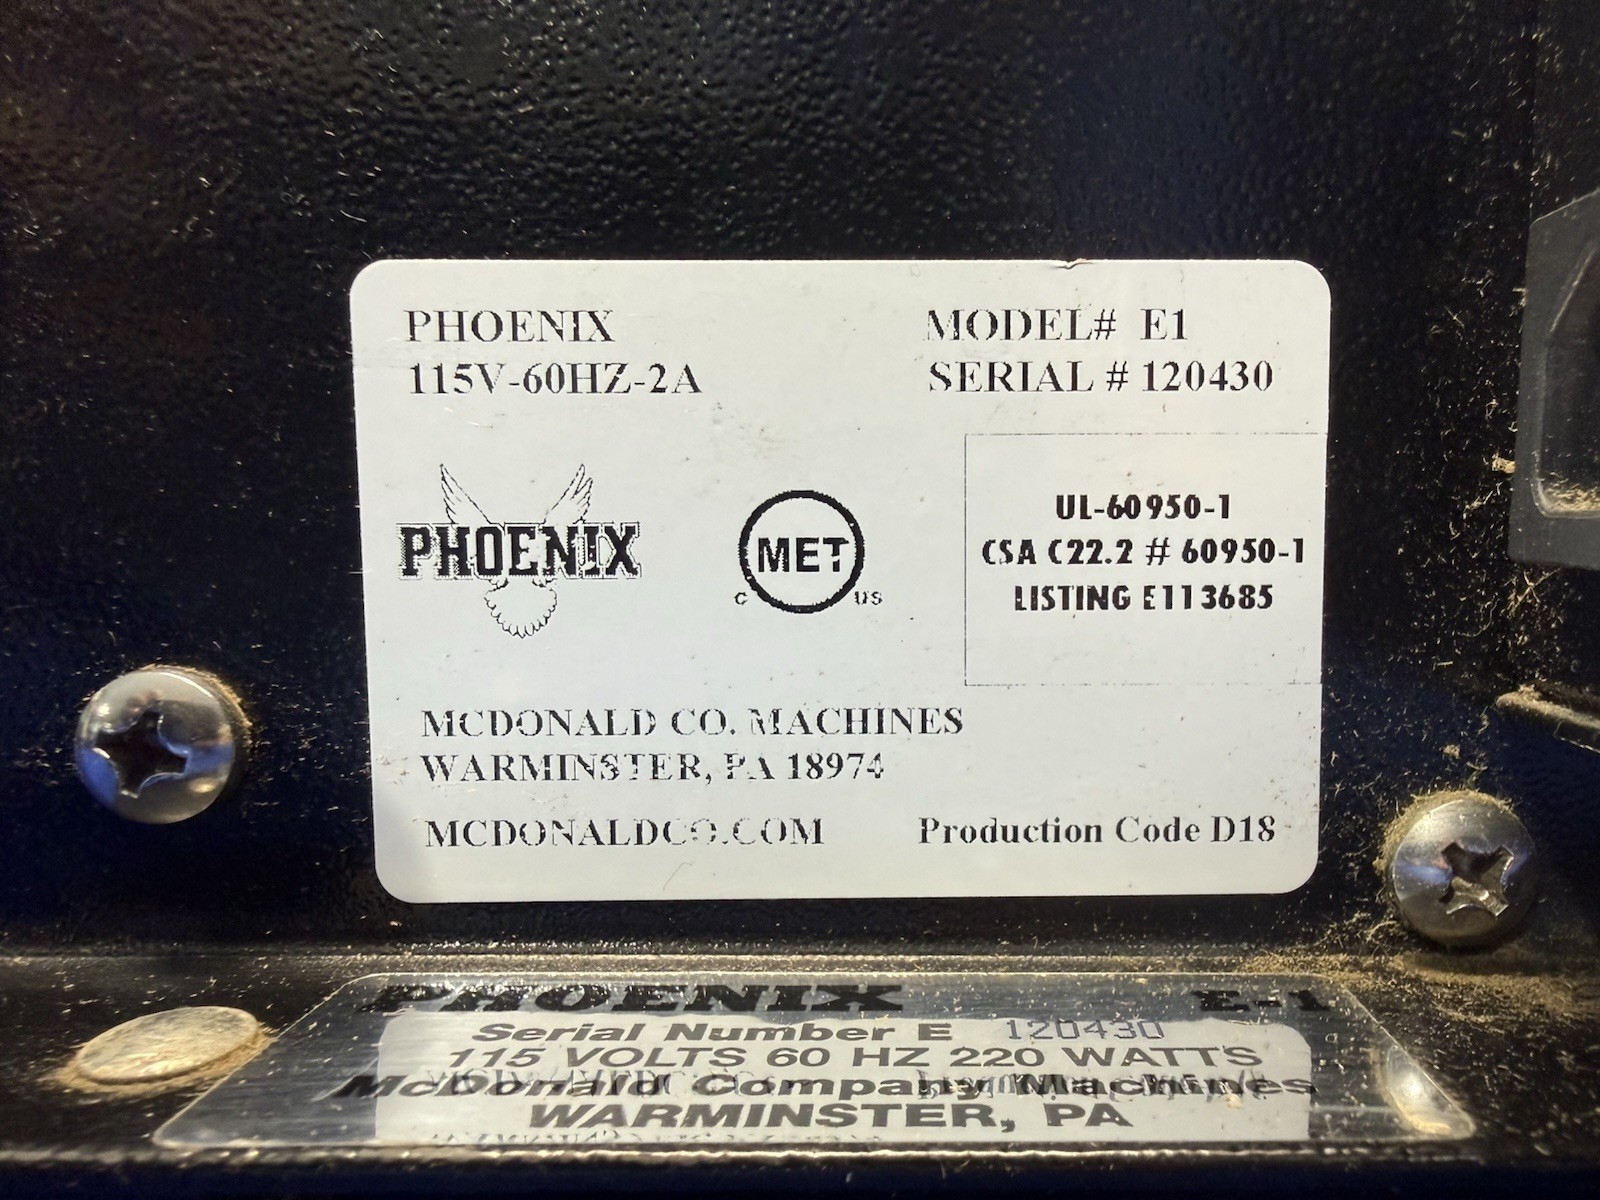 PHOENIX MODEL# E1
115V-60HZ-2A SERIAL # 120430
PHOENIX
MET
C US
UL-60950-1
CSA C22.2 # 60950-1
LISTING E113685
MCDONALD CO. MACHINES
WARMINSTER, PA 18974
MCDONALDCO.COM Production Code D18
PHOENIX E-1
Serial Number E 120430
115 VOLTS 60 HZ 220 WATTS
McDonald Company Machines
WARMINSTER, PA